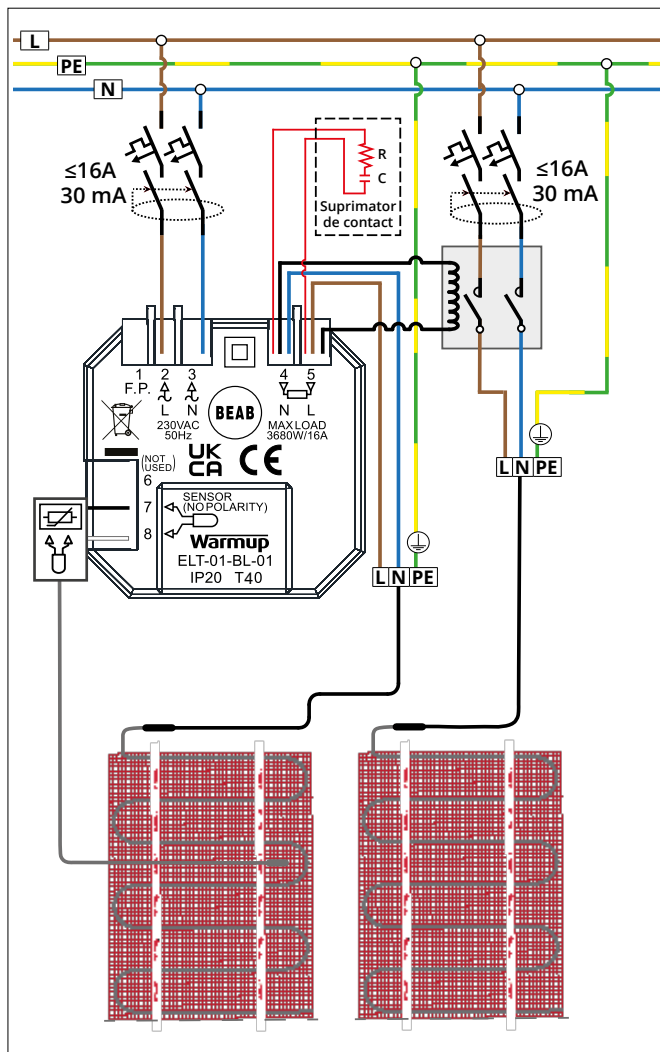 L
PE
N
≤16A
30 mA
R
C
Suprimator
de contact
≤16A
30 mA
1 2 3 4 5
F.P.
L N N L
230VAC
50Hz
BEAB
MAX LOAD
3680W/16A
UK
CA CE
(NOT
USED)
6
7
8
SENSOR
(NO POLARITY)
Warmup
ELT-01-BL-01
IP20 T40
L N PE
L N PE